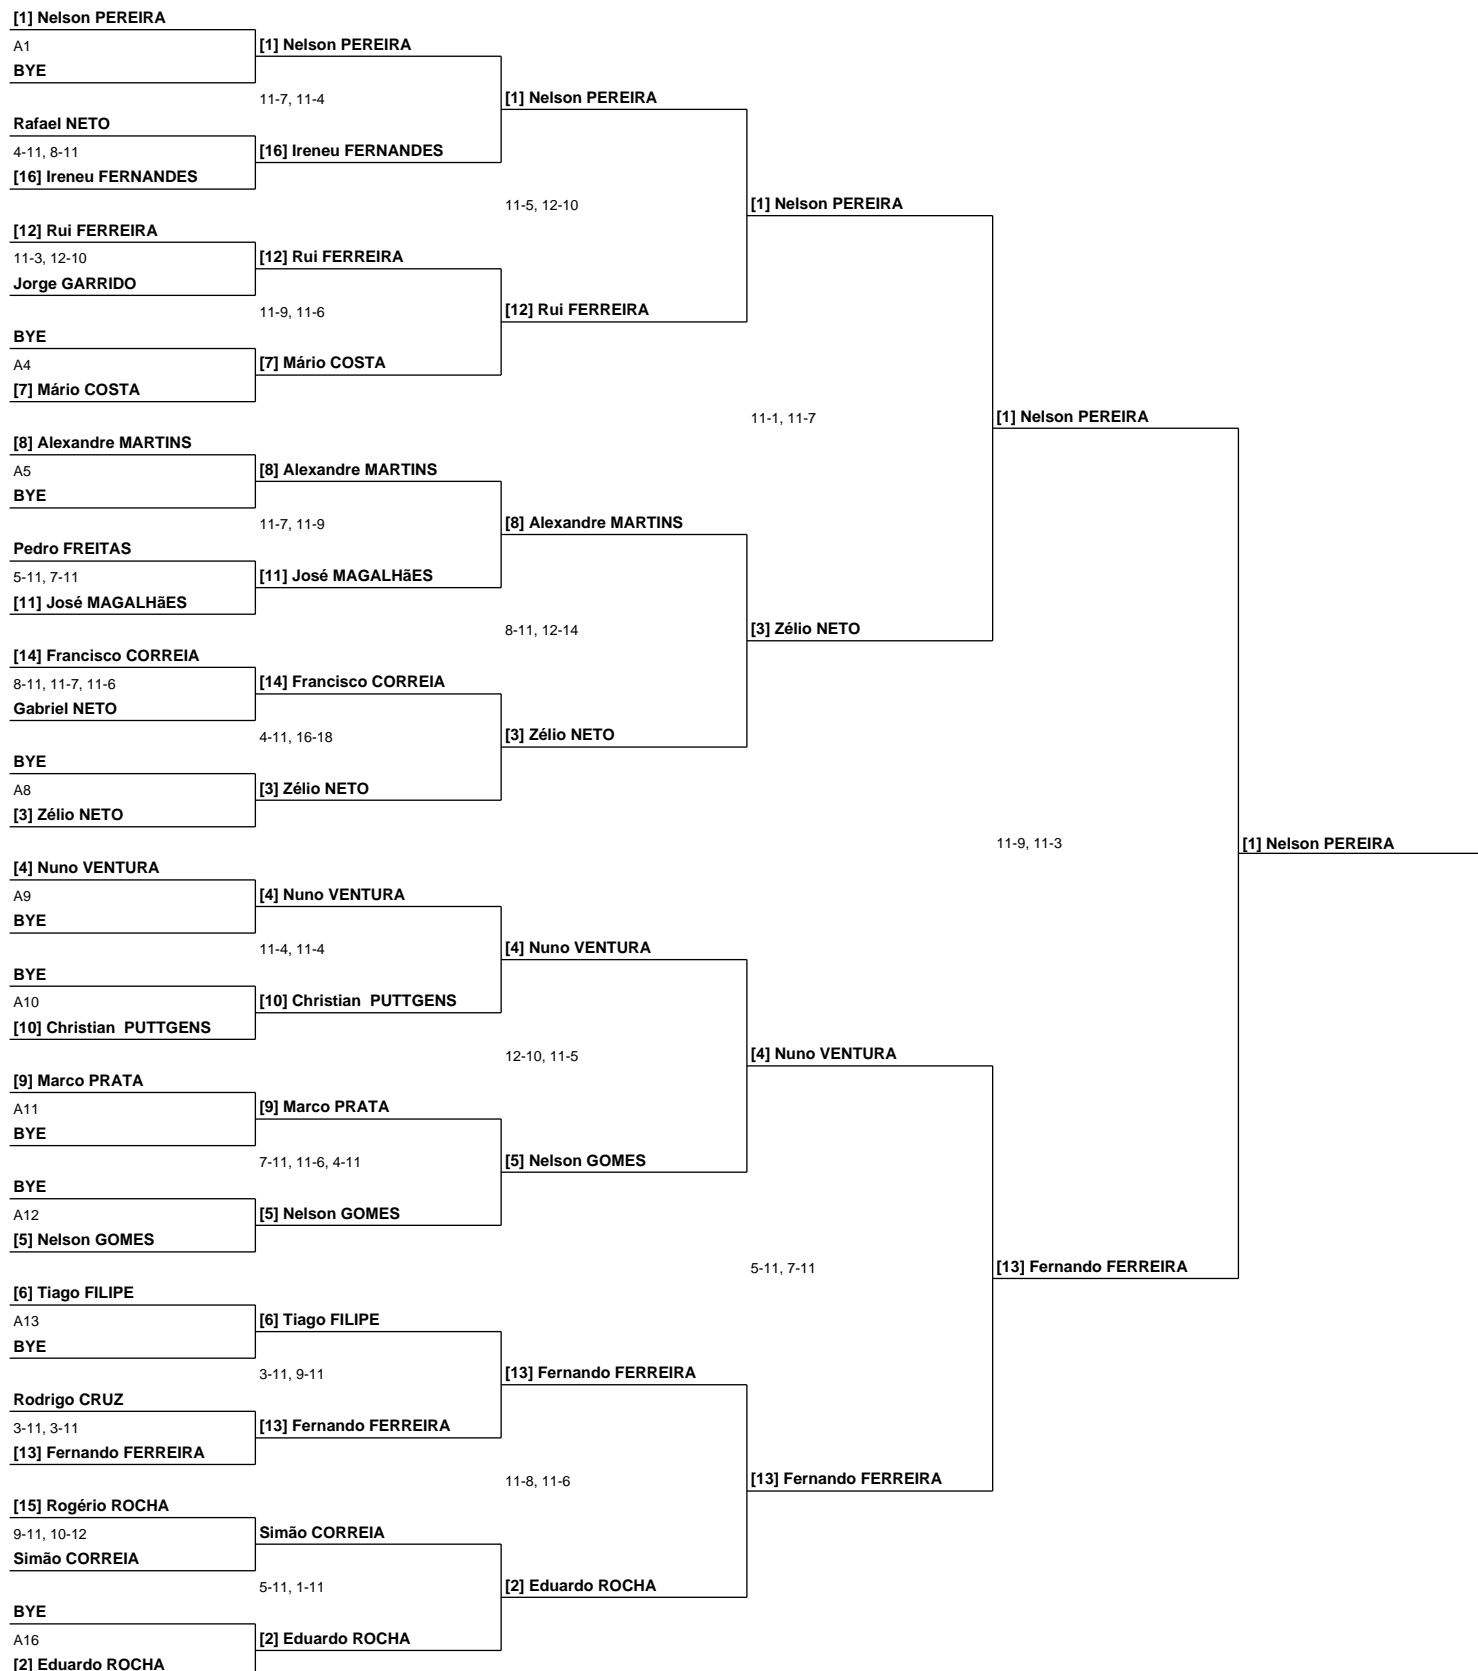 [1] Nelson PEREIRA
A1
BYE
Rafael NETO
4-11, 8-11
[16] Ireneu FERNANDES
[12] Rui FERREIRA
11-3, 12-10
Jorge GARRIDO
BYE
A4
[7] Mário COSTA
[8] Alexandre MARTINS
A5
BYE
Pedro FREITAS
5-11, 7-11
[11] José MAGALHãES
[14] Francisco CORREIA
8-11, 11-7, 11-6
Gabriel NETO
BYE
A8
[3] Zélio NETO
[4] Nuno VENTURA
A9
BYE
BYE
A10
[10] Christian  PUTTGENS
[9] Marco PRATA
A11
BYE
BYE
A12
[5] Nelson GOMES
[6] Tiago FILIPE
A13
BYE
Rodrigo CRUZ
3-11, 3-11
[13] Fernando FERREIRA
[15] Rogério ROCHA
9-11, 10-12
Simão CORREIA
BYE
A16
[2] Eduardo ROCHA
[1] Nelson PEREIRA
11-7, 11-4
[16] Ireneu FERNANDES
[12] Rui FERREIRA
11-9, 11-6
[7] Mário COSTA
[8] Alexandre MARTINS
11-7, 11-9
[11] José MAGALHãES
[14] Francisco CORREIA
4-11, 16-18
[3] Zélio NETO
[4] Nuno VENTURA
11-4, 11-4
[10] Christian  PUTTGENS
[9] Marco PRATA
7-11, 11-6, 4-11
[5] Nelson GOMES
[6] Tiago FILIPE
3-11, 9-11
[13] Fernando FERREIRA
Simão CORREIA
5-11, 1-11
[2] Eduardo ROCHA
[1] Nelson PEREIRA
11-5, 12-10
[12] Rui FERREIRA
[8] Alexandre MARTINS
8-11, 12-14
[3] Zélio NETO
[4] Nuno VENTURA
12-10, 11-5
[5] Nelson GOMES
[13] Fernando FERREIRA
11-8, 11-6
[2] Eduardo ROCHA
[1] Nelson PEREIRA
11-1, 11-7
[3] Zélio NETO
[4] Nuno VENTURA
5-11, 7-11
[13] Fernando FERREIRA
[1] Nelson PEREIRA
11-9, 11-3
[13] Fernando FERREIRA
[1] Nelson PEREIRA